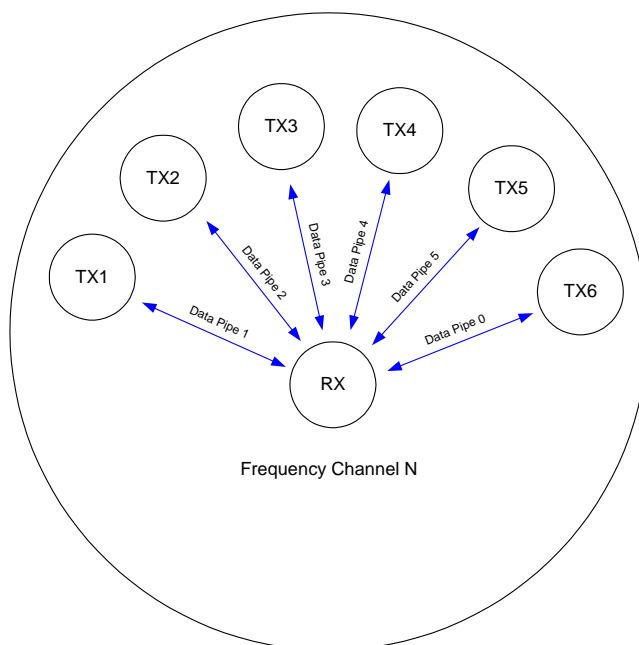 TX3
TX4
TX2
TX5
TX1
TX6
Data Pipe 1
Data Pipe 2
Data Pipe 3
Data Pipe 4
Data Pipe 5
Data Pipe 0
RX
Frequency Channel N